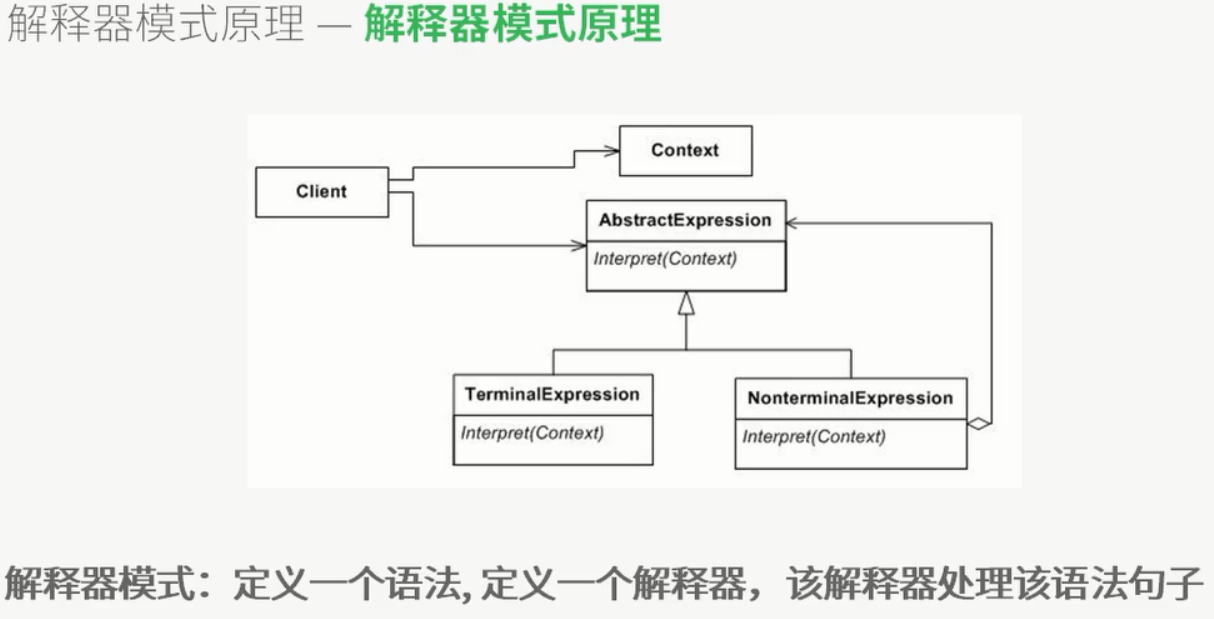 解释器模式原理 — 解释器模式原理
Context
Client
AbstractExpression
Interpret(Context)
TerminalExpression
NonterminalExpression
Interpret(Context)
Interpret(Context)
解释器模式：定义一个语法, 定义一个解释器，该解释器处理该语法句子